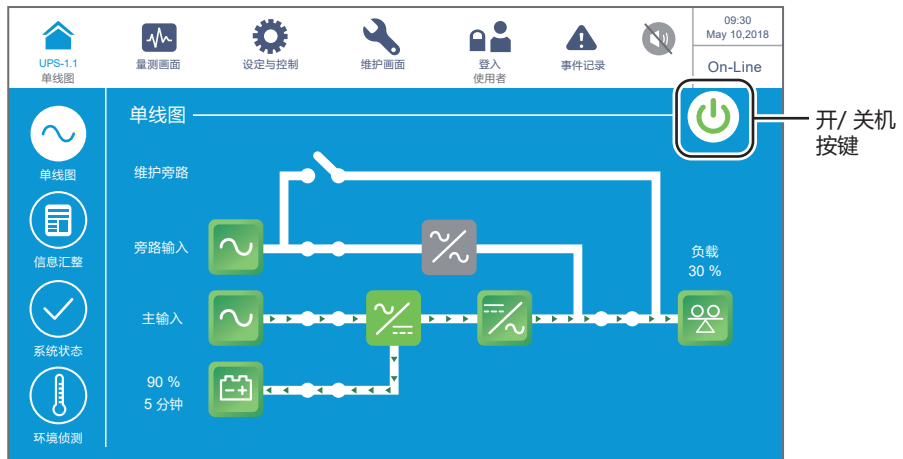 UPS-1.1
单线图
量测画面
设定与控制
维护画面
登入
使用者
事件记录
09:30
May 10,2018
On-Line
单线图
信息汇整
系统状态
环境侦测
单线图
维护旁路
旁路输入
主输入
90 %
5 分钟
负载
30 %
开/ 关机
按键